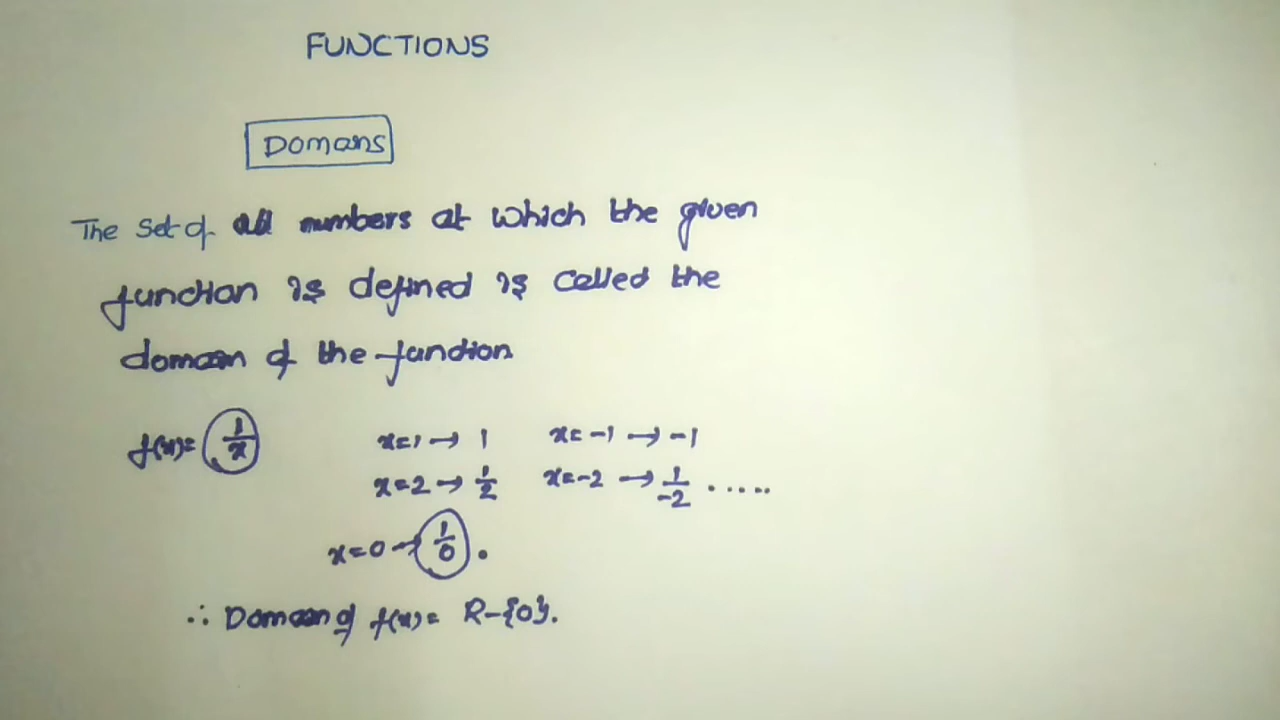 FUNCTIONS
Domans
The set of all numbers at which the given
function is defined is called the
domain of the function
f(x)= 1/x x=1 → 1 x=-1 → -1
x=2 → 1/2 x=-2 → 1/-2 .....
x=0 → 1/0 .
∴ Domain of f(x)= R-{0}.